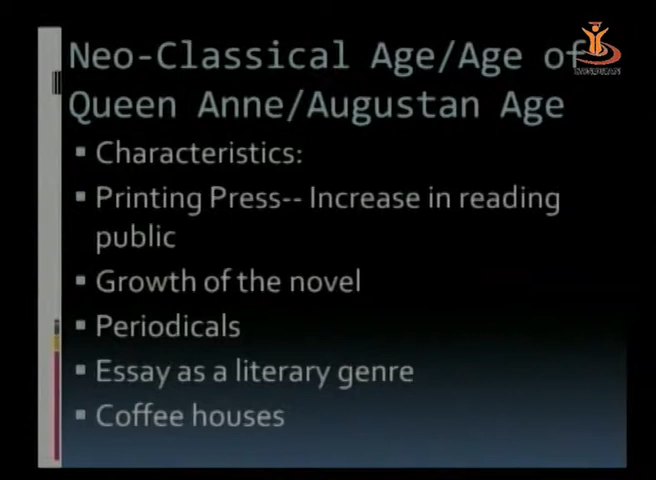 Neo-Classical Age/Age of
Queen Anne/Augustan Age
Characteristics:
Printing Press-- Increase in reading
public
Growth of the novel
Periodicals
Essay as a literary genre
Coffee houses